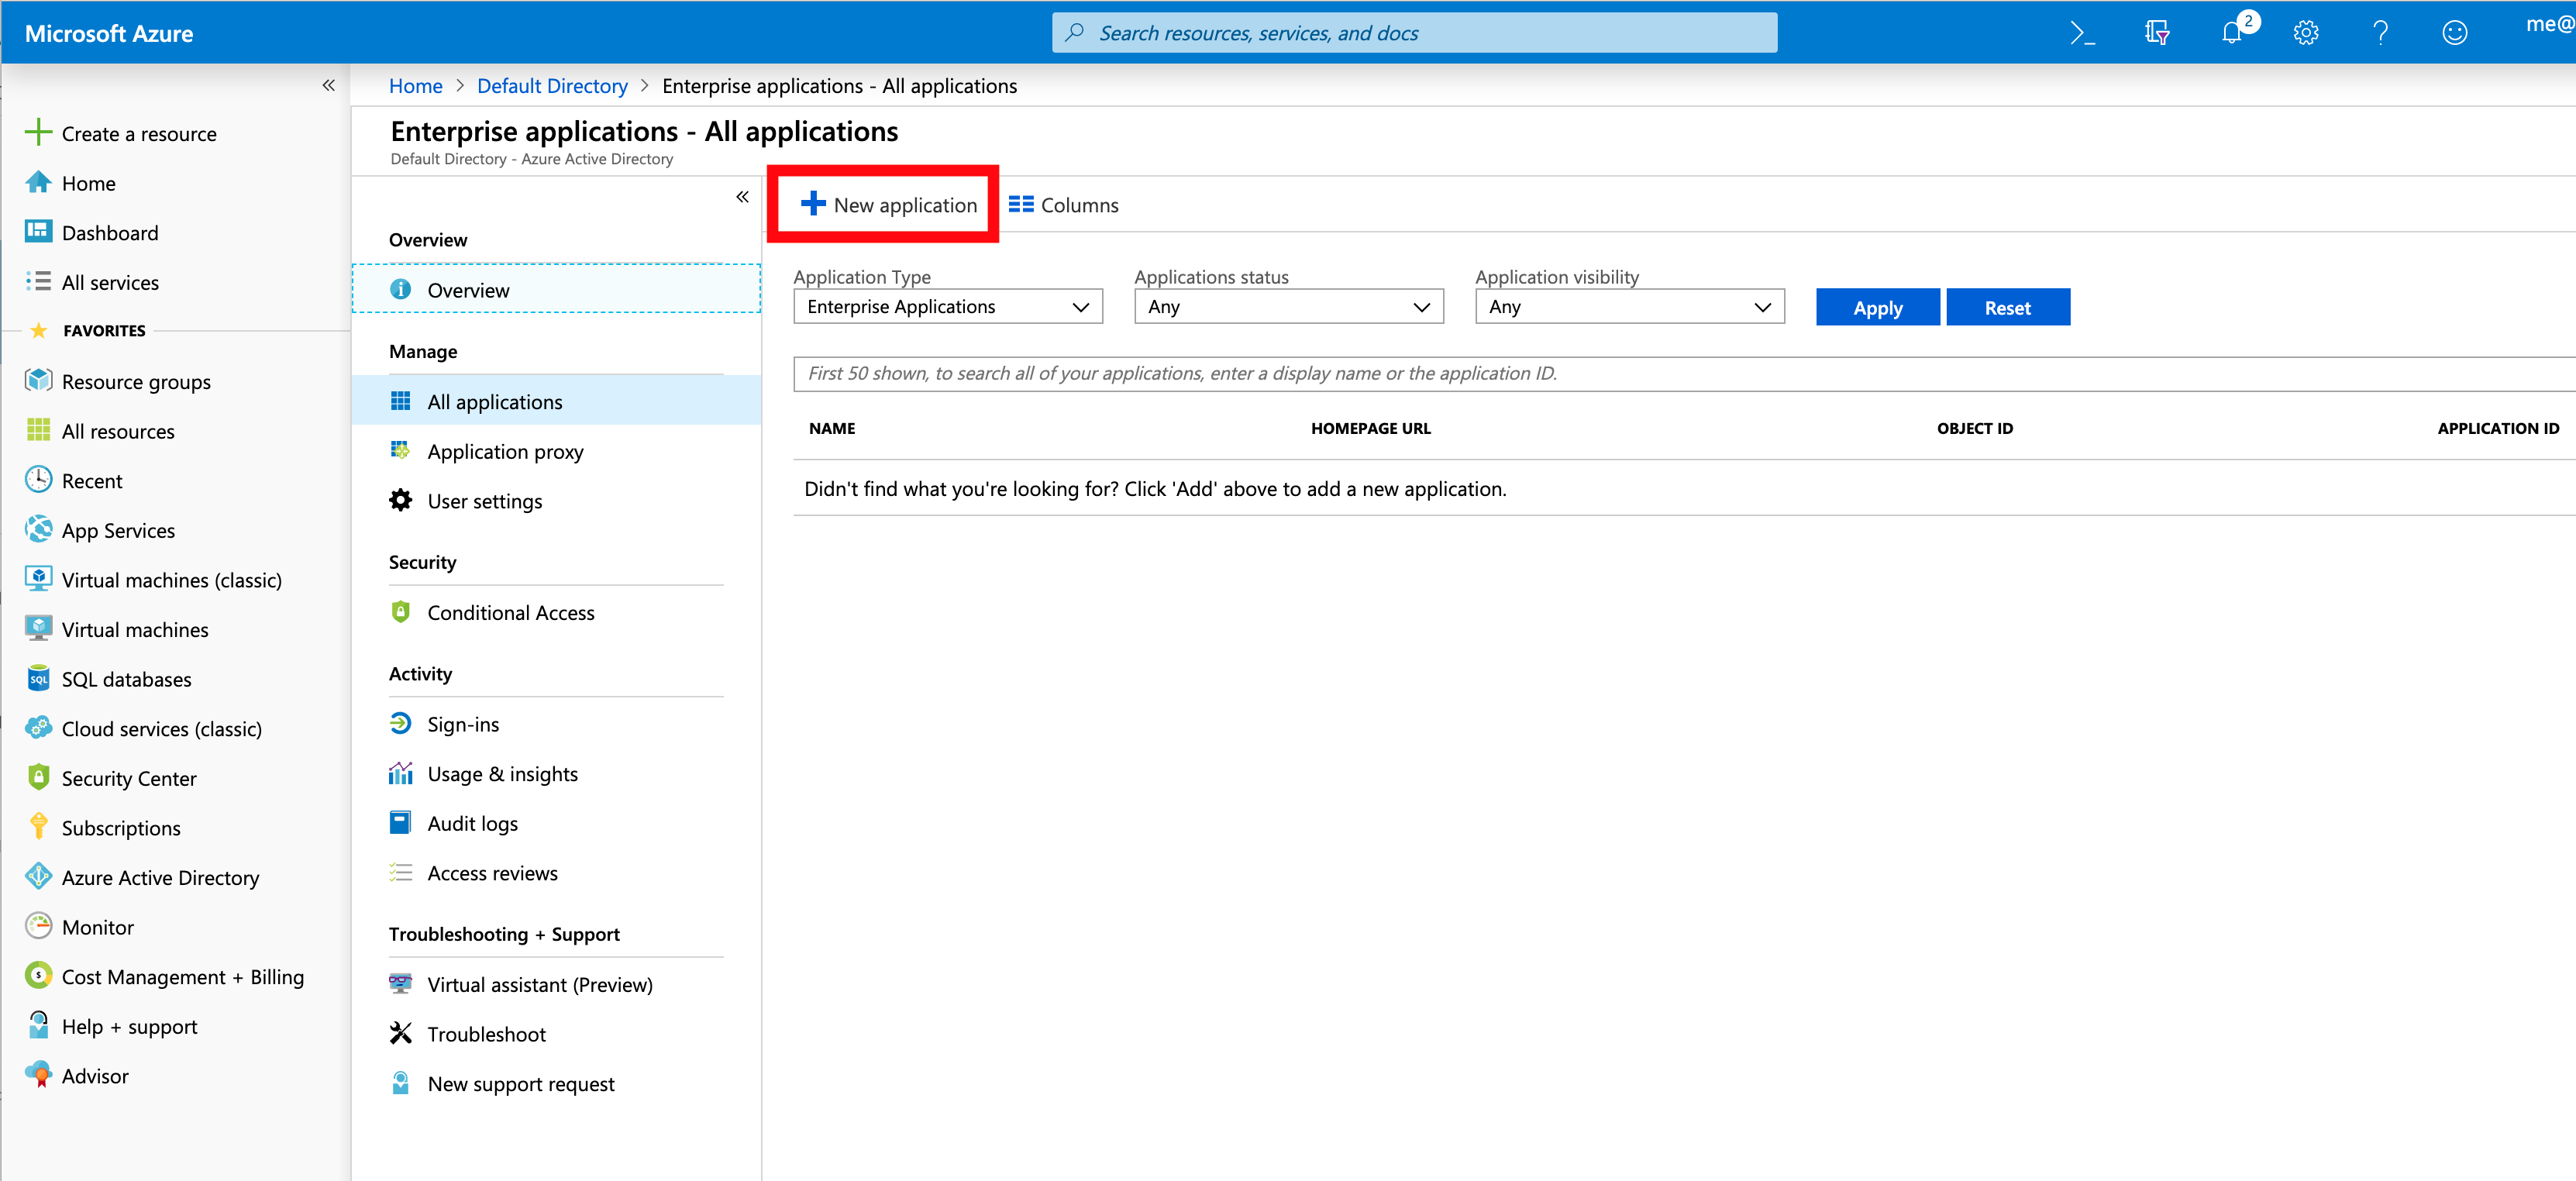 Microsoft Azure
Search resources, services, and docs
2
me@
Home > Default Directory > Enterprise applications - All applications
Create a resource
Home
Dashboard
All services
FAVORITES
Resource groups
All resources
Recent
App Services
Virtual machines (classic)
Virtual machines
SQL databases
Cloud services (classic)
Security Center
Subscriptions
Azure Active Directory
Monitor
Cost Management + Billing
Help + support
Advisor
Enterprise applications - All applications
Default Directory - Azure Active Directory
Overview
Overview
Manage
All applications
Application proxy
User settings
Security
Conditional Access
Activity
Sign-ins
Usage & insights
Audit logs
Access reviews
Troubleshooting + Support
Virtual assistant (Preview)
Troubleshoot
New support request
New application Columns
Application Type Applications status Application visibility
Enterprise Applications Any Any Apply Reset
First 50 shown, to search all of your applications, enter a display name or the application ID.
NAME HOMEPAGE URL OBJECT ID APPLICATION ID
Didn't find what you're looking for? Click 'Add' above to add a new application.